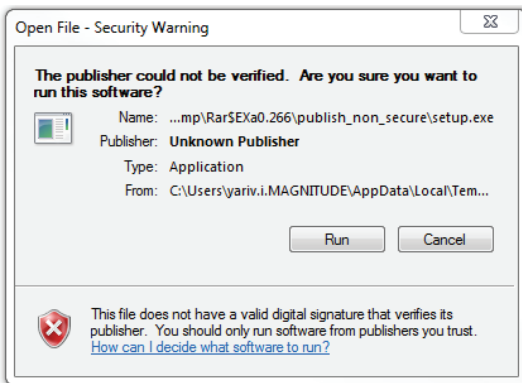 Open File - Security Warning
The publisher could not be verified.  Are you sure you want to
run this software?
Name: ...mp\Rar$EXa0.266\publish_non_secure\setup.exe
Publisher: Unknown Publisher
Type: Application
From: C:\Users\yariv.i.MAGNITUDE\AppData\Local\Tem...
Run Cancel
This file does not have a valid digital signature that verifies its
publisher.  You should only run software from publishers you trust.
How can I decide what software to run?